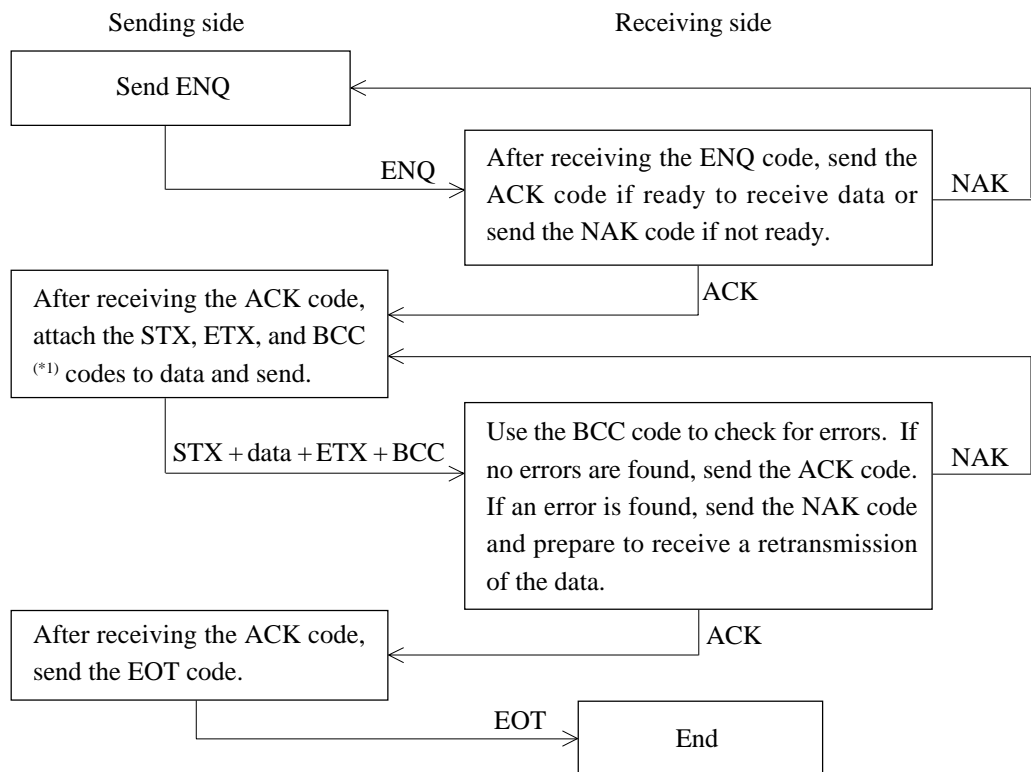 Sending side
Receiving side
Send ENQ
ENQ
After receiving the ENQ code, send the
ACK code if ready to receive data or
send the NAK code if not ready.
NAK
ACK
After receiving the ACK code,
attach the STX, ETX, and BCC
(*1) codes to data and send.
STX + data + ETX + BCC
Use the BCC code to check for errors. If
no errors are found, send the ACK code.
If an error is found, send the NAK code
and prepare to receive a retransmission
of the data.
NAK
ACK
After receiving the ACK code,
send the EOT code.
EOT
End